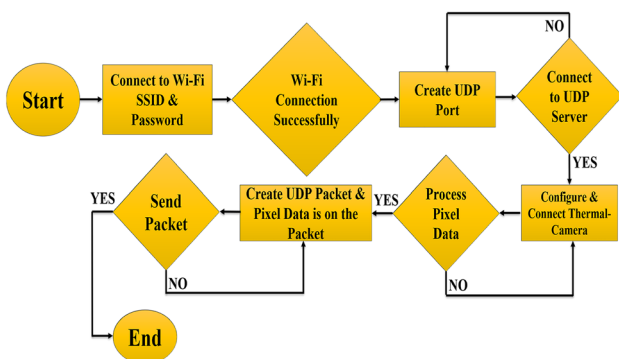 Start
Connect to Wi-Fi
SSID &
Password
Wi-Fi
Connection
Successfully
Create UDP
Port
NO
Connect
to UDP
Server
YES
Configure &
Connect Thermal-
Camera
Process
Pixel
Data
NO
YES
Create UDP Packet &
Pixel Data is on the
Packet
Send
Packet
NO
YES
End